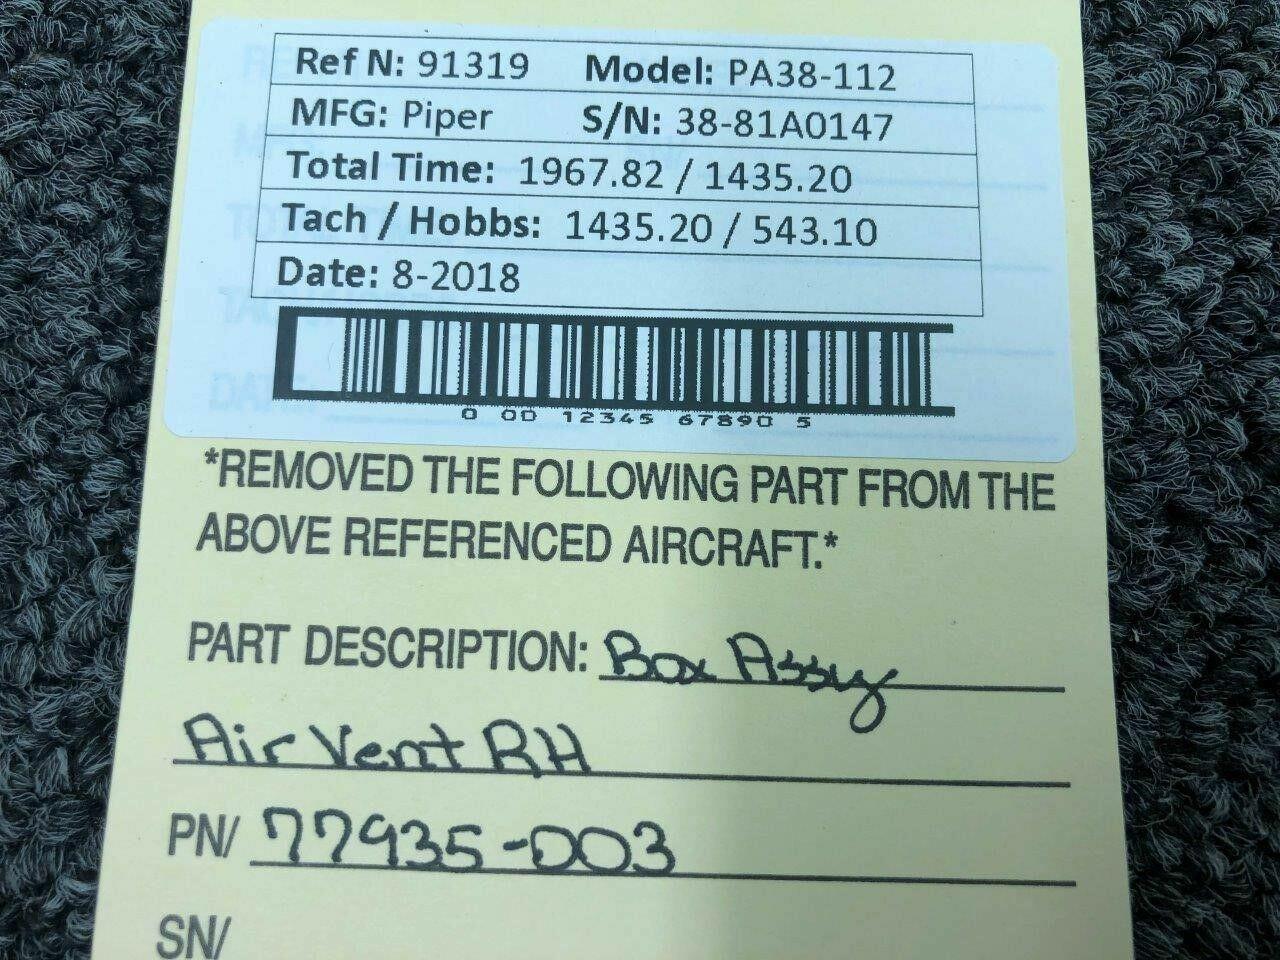 Ref N: 91319 Model: PA38-112
MFG: Piper S/N: 38-81A0147
Total Time: 1967.82 / 1435.20
Tach / Hobbs: 1435.20 / 543.10
Date: 8-2018
0 00 12345 67890 5
*REMOVED THE FOLLOWING PART FROM THE
ABOVE REFERENCED AIRCRAFT.*
PART DESCRIPTION: Box Assy
Air Vent RH
PN/ 77935-003
SN/